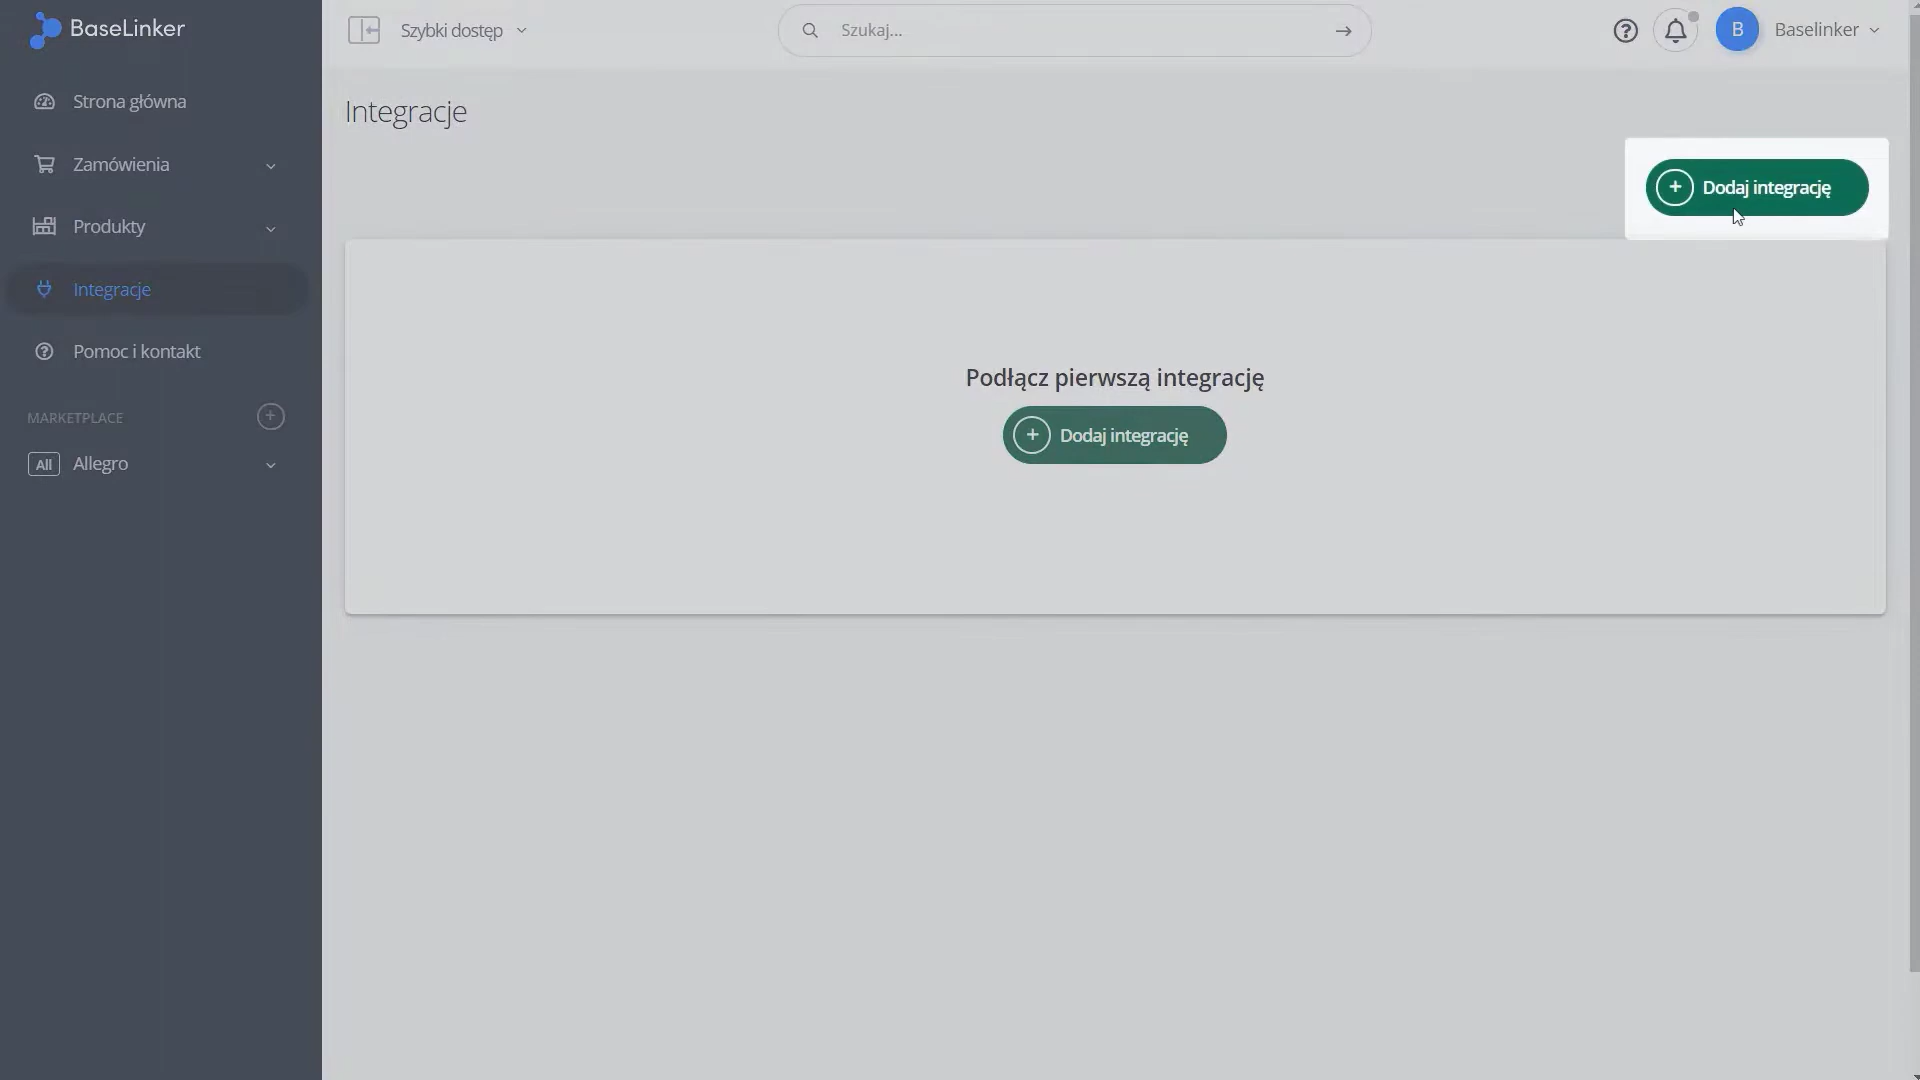 BaseLinker
Szybki dostęp
Szukaj...
B
Baselinker
Strona główna
Zamówienia
Produkty
Integracje
Pomoc i kontakt
MARKETPLACE
All Allegro
Integracje
Dodaj integrację
Podłącz pierwszą integrację
Dodaj integrację